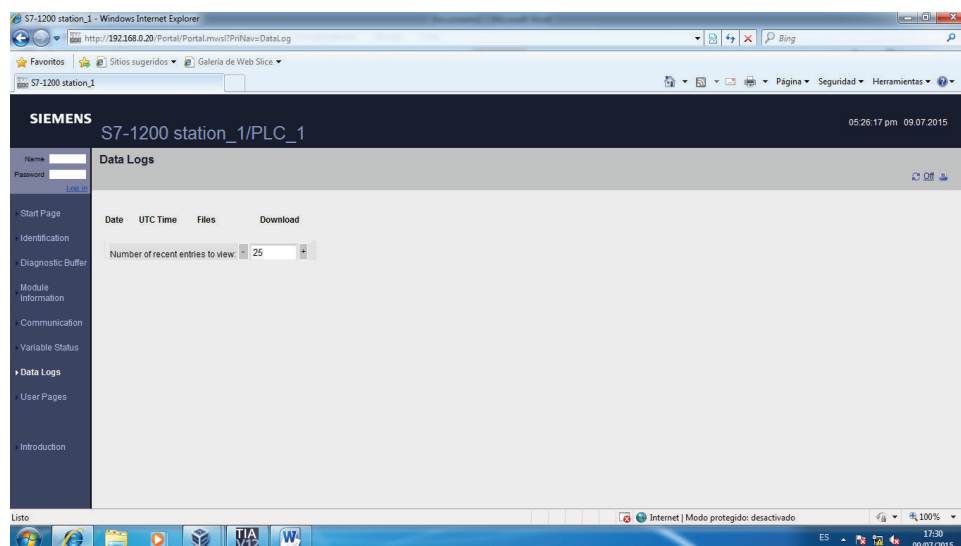 S7-1200 station_1 - Windows Internet Explorer
http://192.168.0.20/Portal/Portal.mwsl?PriNav=DataLog
Bing
Favoritos Sitios sugeridos Galería de Web Slice
S7-1200 station_1 Página Seguridad Herramientas
SIEMENS
S7-1200 station_1/PLC_1
05:26:17 pm 09.07.2015
Name
Password
Log in
Data Logs
Off
Start Page
Identification
Diagnostic Buffer
Module
Information
Communication
Variable Status
Data Logs
User Pages
Introduction
Date UTC Time Files Download
Number of recent entries to view: - 25 +
Listo Internet | Modo protegido: desactivado 100%
TIA
V12
W
ES 17:30
09/07/2015